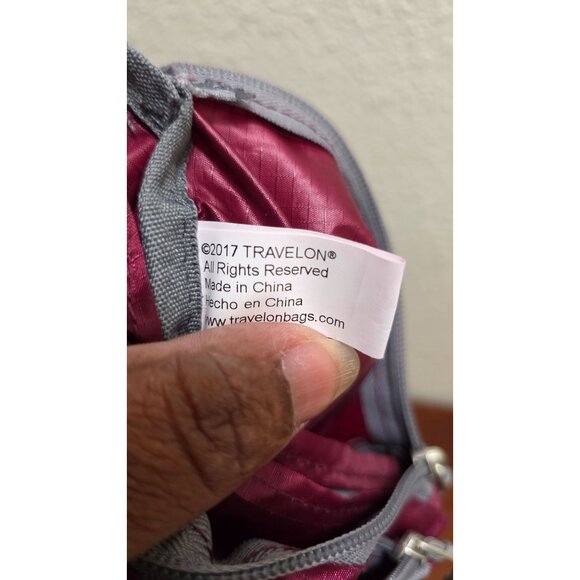 ©2017 TRAVELON®
All Rights Reserved
Made in China
Hecho en China
www.travelonbags.com